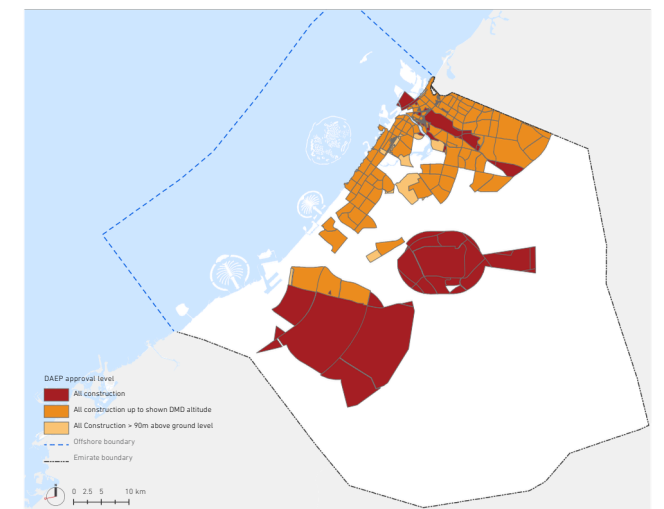 DAEP approval level
All construction
All construction up to shown DMD altitude
All Construction > 90m above ground level
Offshore boundary
Emirate boundary
0 2.5 5 10 km